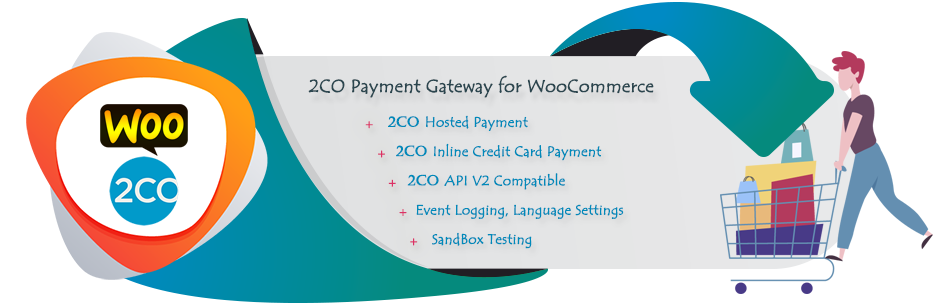 WOO
2CO
2CO Payment Gateway for WooCommerce
+ 2CO Hosted Payment
+ 2CO Inline Credit Card Payment
+ 2CO API V2 Compatible
+ Event Logging, Language Settings
+ SandBox Testing